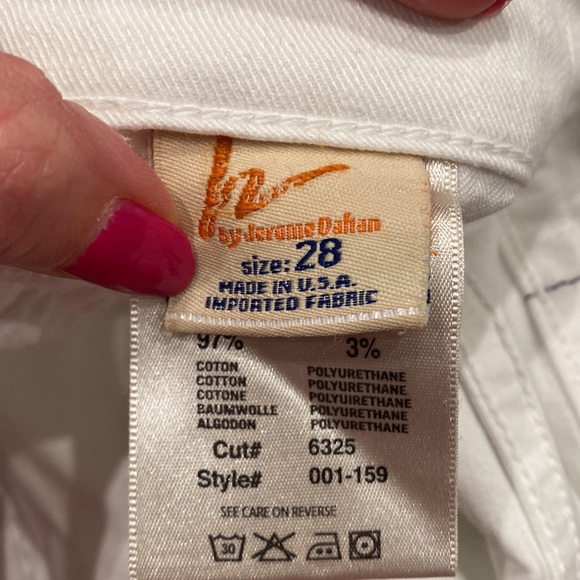 by Jerome Dahan
size: 28
MADE IN U.S.A.
IMPORTED FABRIC
97% 3%
COTON POLYURETHANE
COTTON POLYURETHANE
COTONE POLYUIRETHANE
BAUMWOLLE POLYURETHANE
ALGODON POLYURETHANE
Cut# 6325
Style# 001-159
SEE CARE ON REVERSE
30